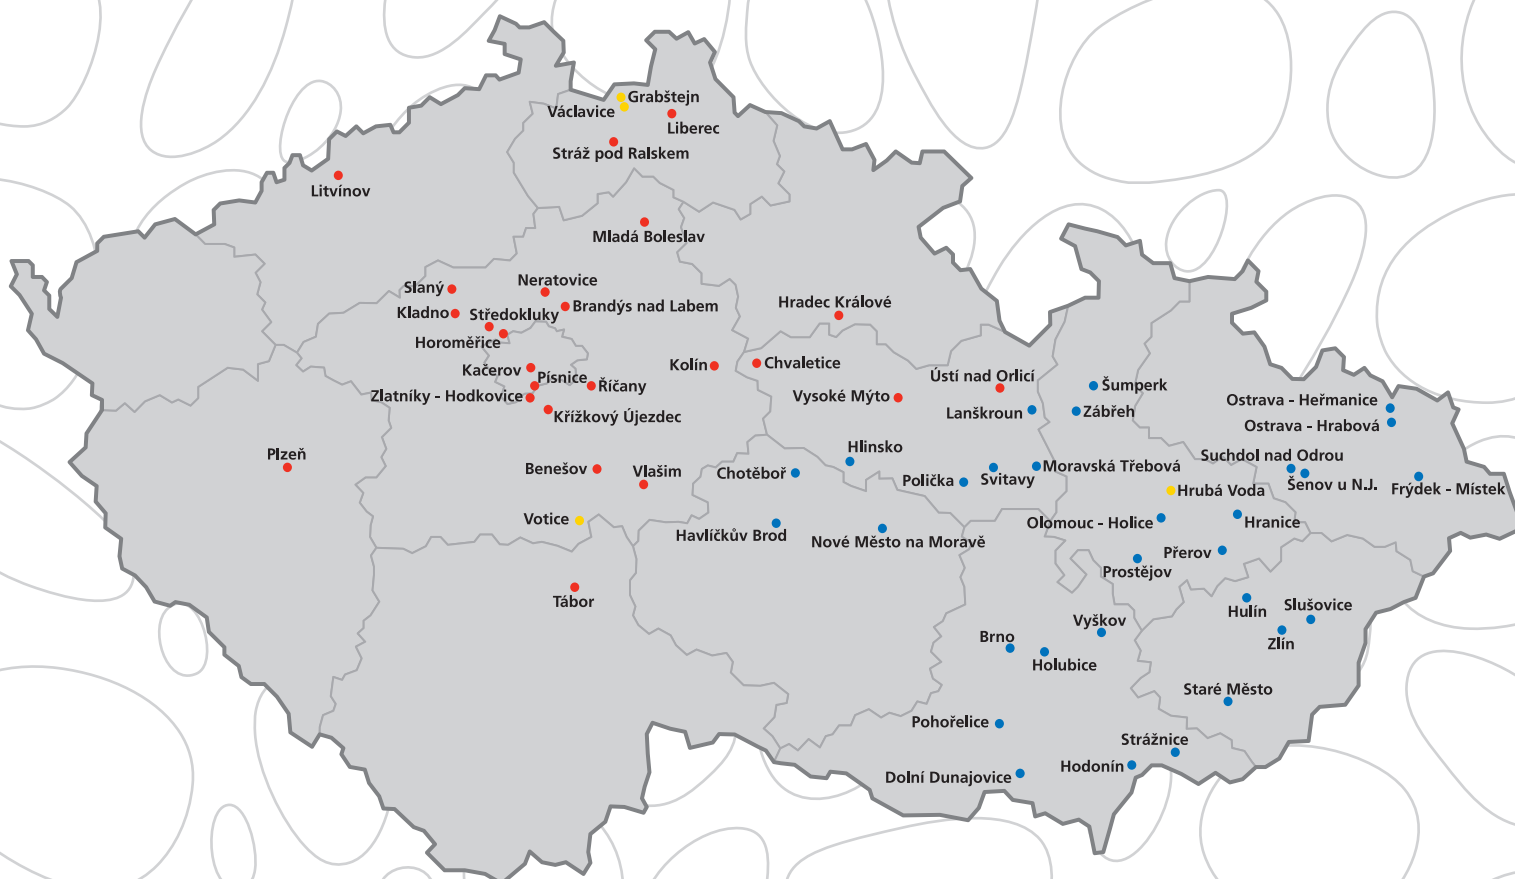 Grabštejn
Václavice
Liberec
Stráž pod Ralskem
Litvínov
Mladá Boleslav
Neratovice
Slaný
Brandýs nad Labem
Kladno
Středokluky
Hradec Králové
Horoměřice
Kačerov
Kolín
Chvaletice
Písnice
Říčany
Ústí nad Orlicí
Šumperk
Zlatníky - Hodkovice
Vysoké Mýto
Lanškroun
Zábřeh
Ostrava - Heřmanice
Křížkový Újezdec
Ostrava - Hrabová
Plzeň
Hlinsko
Benešov
Vlašim
Chotěboř
Polička
Svitavy
Moravská Třebová
Suchdol nad Odrou
Šenov u N.J.
Frýdek - Místek
Hrubá Voda
Votice
Havlíčkův Brod
Nové Město na Moravě
Olomouc - Holice
Hranice
Přerov
Prostějov
Tábor
Hulín
Slušovice
Vyškov
Brno
Zlín
Holubice
Staré Město
Pohořelice
Strážnice
Hodonín
Dolní Dunajovice